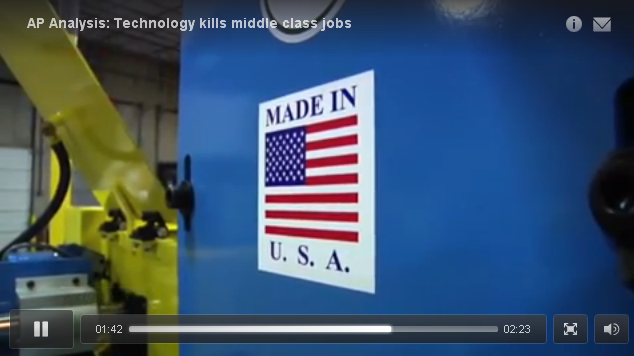 AP Analysis: Technology kills middle class jobs
MADE IN
U. S. A.
01:42
02:23